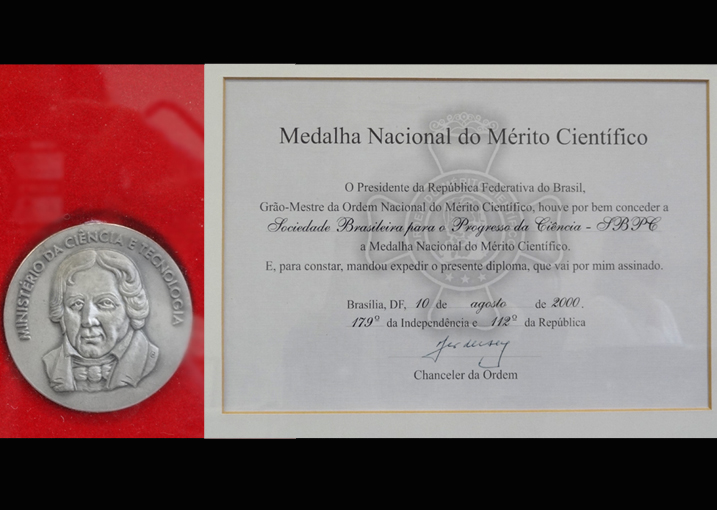 MINISTÉRIO DA CIÊNCIA E TECNOLOGIA
Medalha Nacional do Mérito Científico
O Presidente da República Federativa do Brasil,
Grão-Mestre da Ordem Nacional do Mérito Científico, houve por bem conceder a
Sociedade Brasileira para o Progresso da Ciência - SBPC
a Medalha Nacional do Mérito Científico.
E, para constar, mandou expedir o presente diploma, que vai por mim assinado.
Brasília, DF, 10 de agosto de 2000.
179º da Independência e 112º da República
Chanceler da Ordem